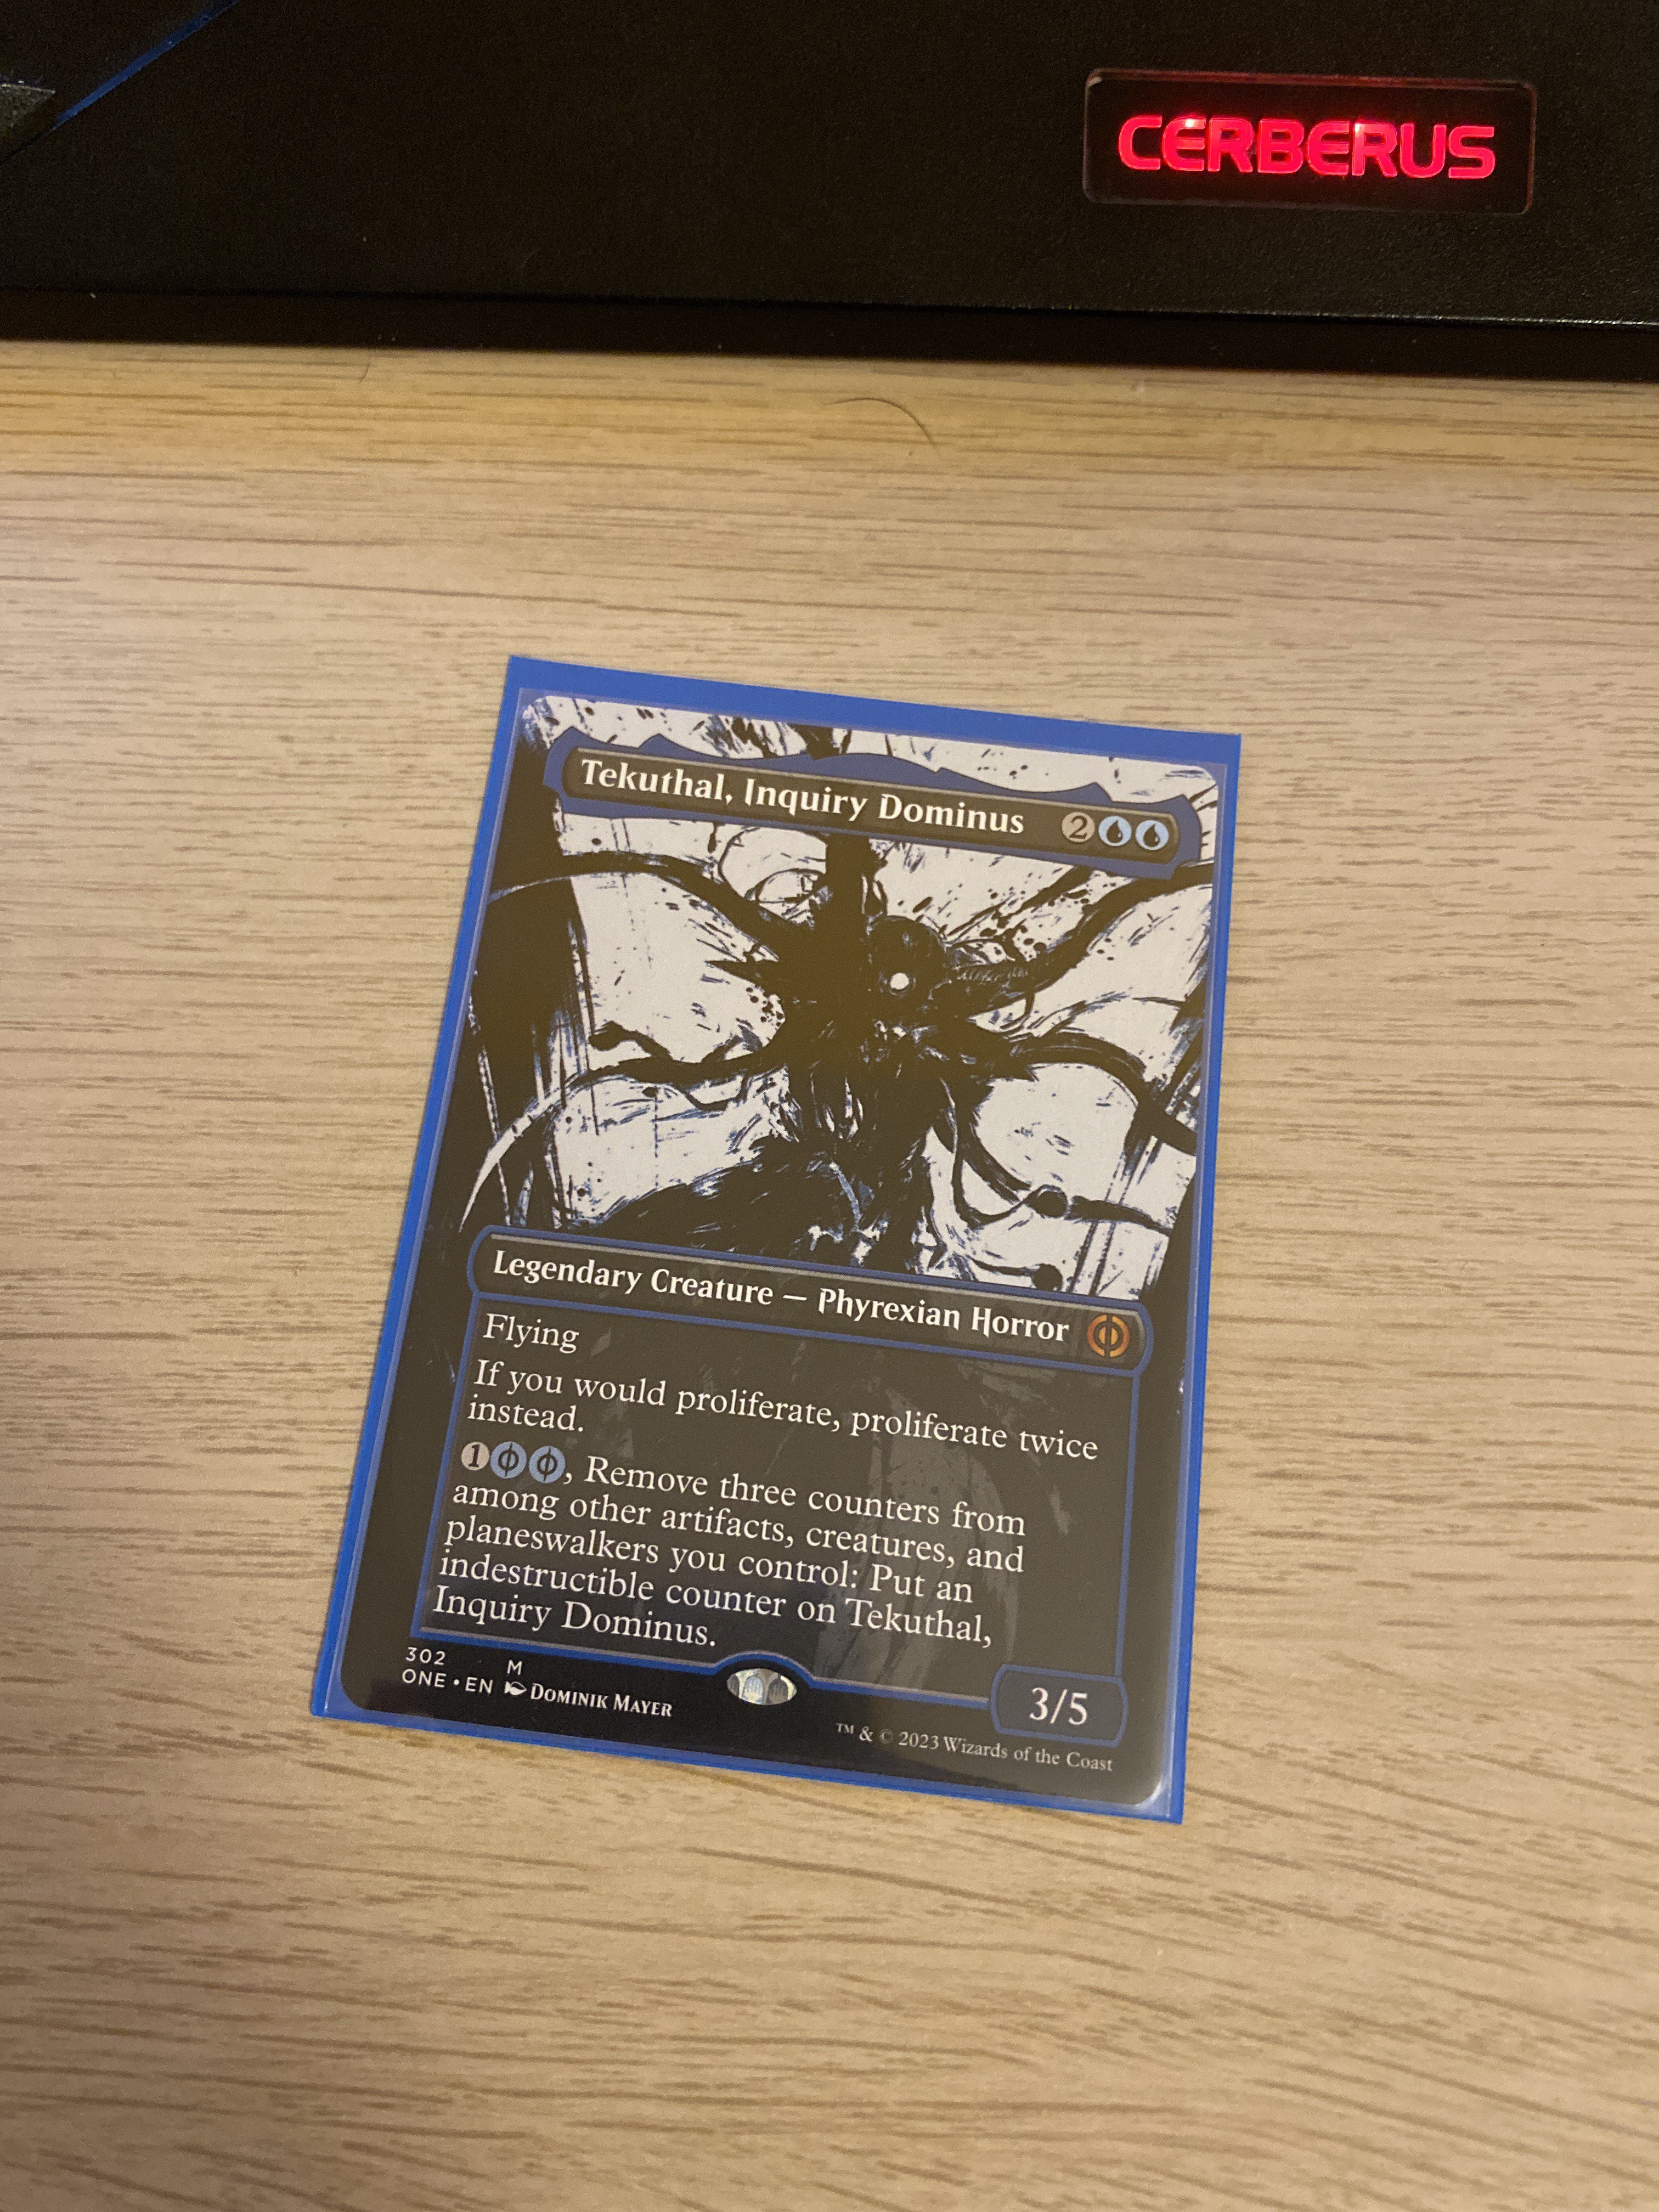 CERBERUS
Tekuthal, Inquiry Dominus 2
Legendary Creature — Phyrexian Horror
Flying
If you would proliferate, proliferate twice
instead.
1, Remove three counters from
among other artifacts, creatures, and
planeswalkers you control: Put an
indestructible counter on Tekuthal,
Inquiry Dominus.
3/5
302 M
ONE • EN DOMINIK MAYER
™ & © 2023 Wizards of the Coast